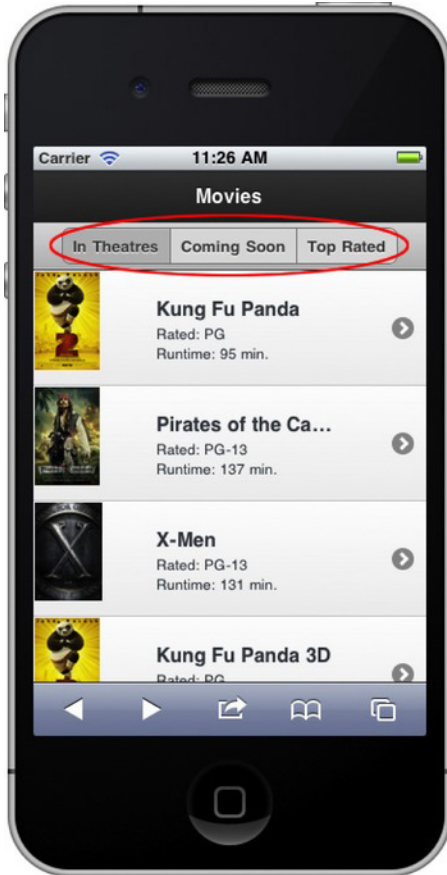 Carrier 11:26 AM
Movies
In Theatres Coming Soon Top Rated
Kung Fu Panda
Rated: PG
Runtime: 95 min.
2
Pirates of the Ca...
Rated: PG-13
Runtime: 137 min.
X-Men
Rated: PG-13
Runtime: 131 min.
Kung Fu Panda 3D
Rated: PG